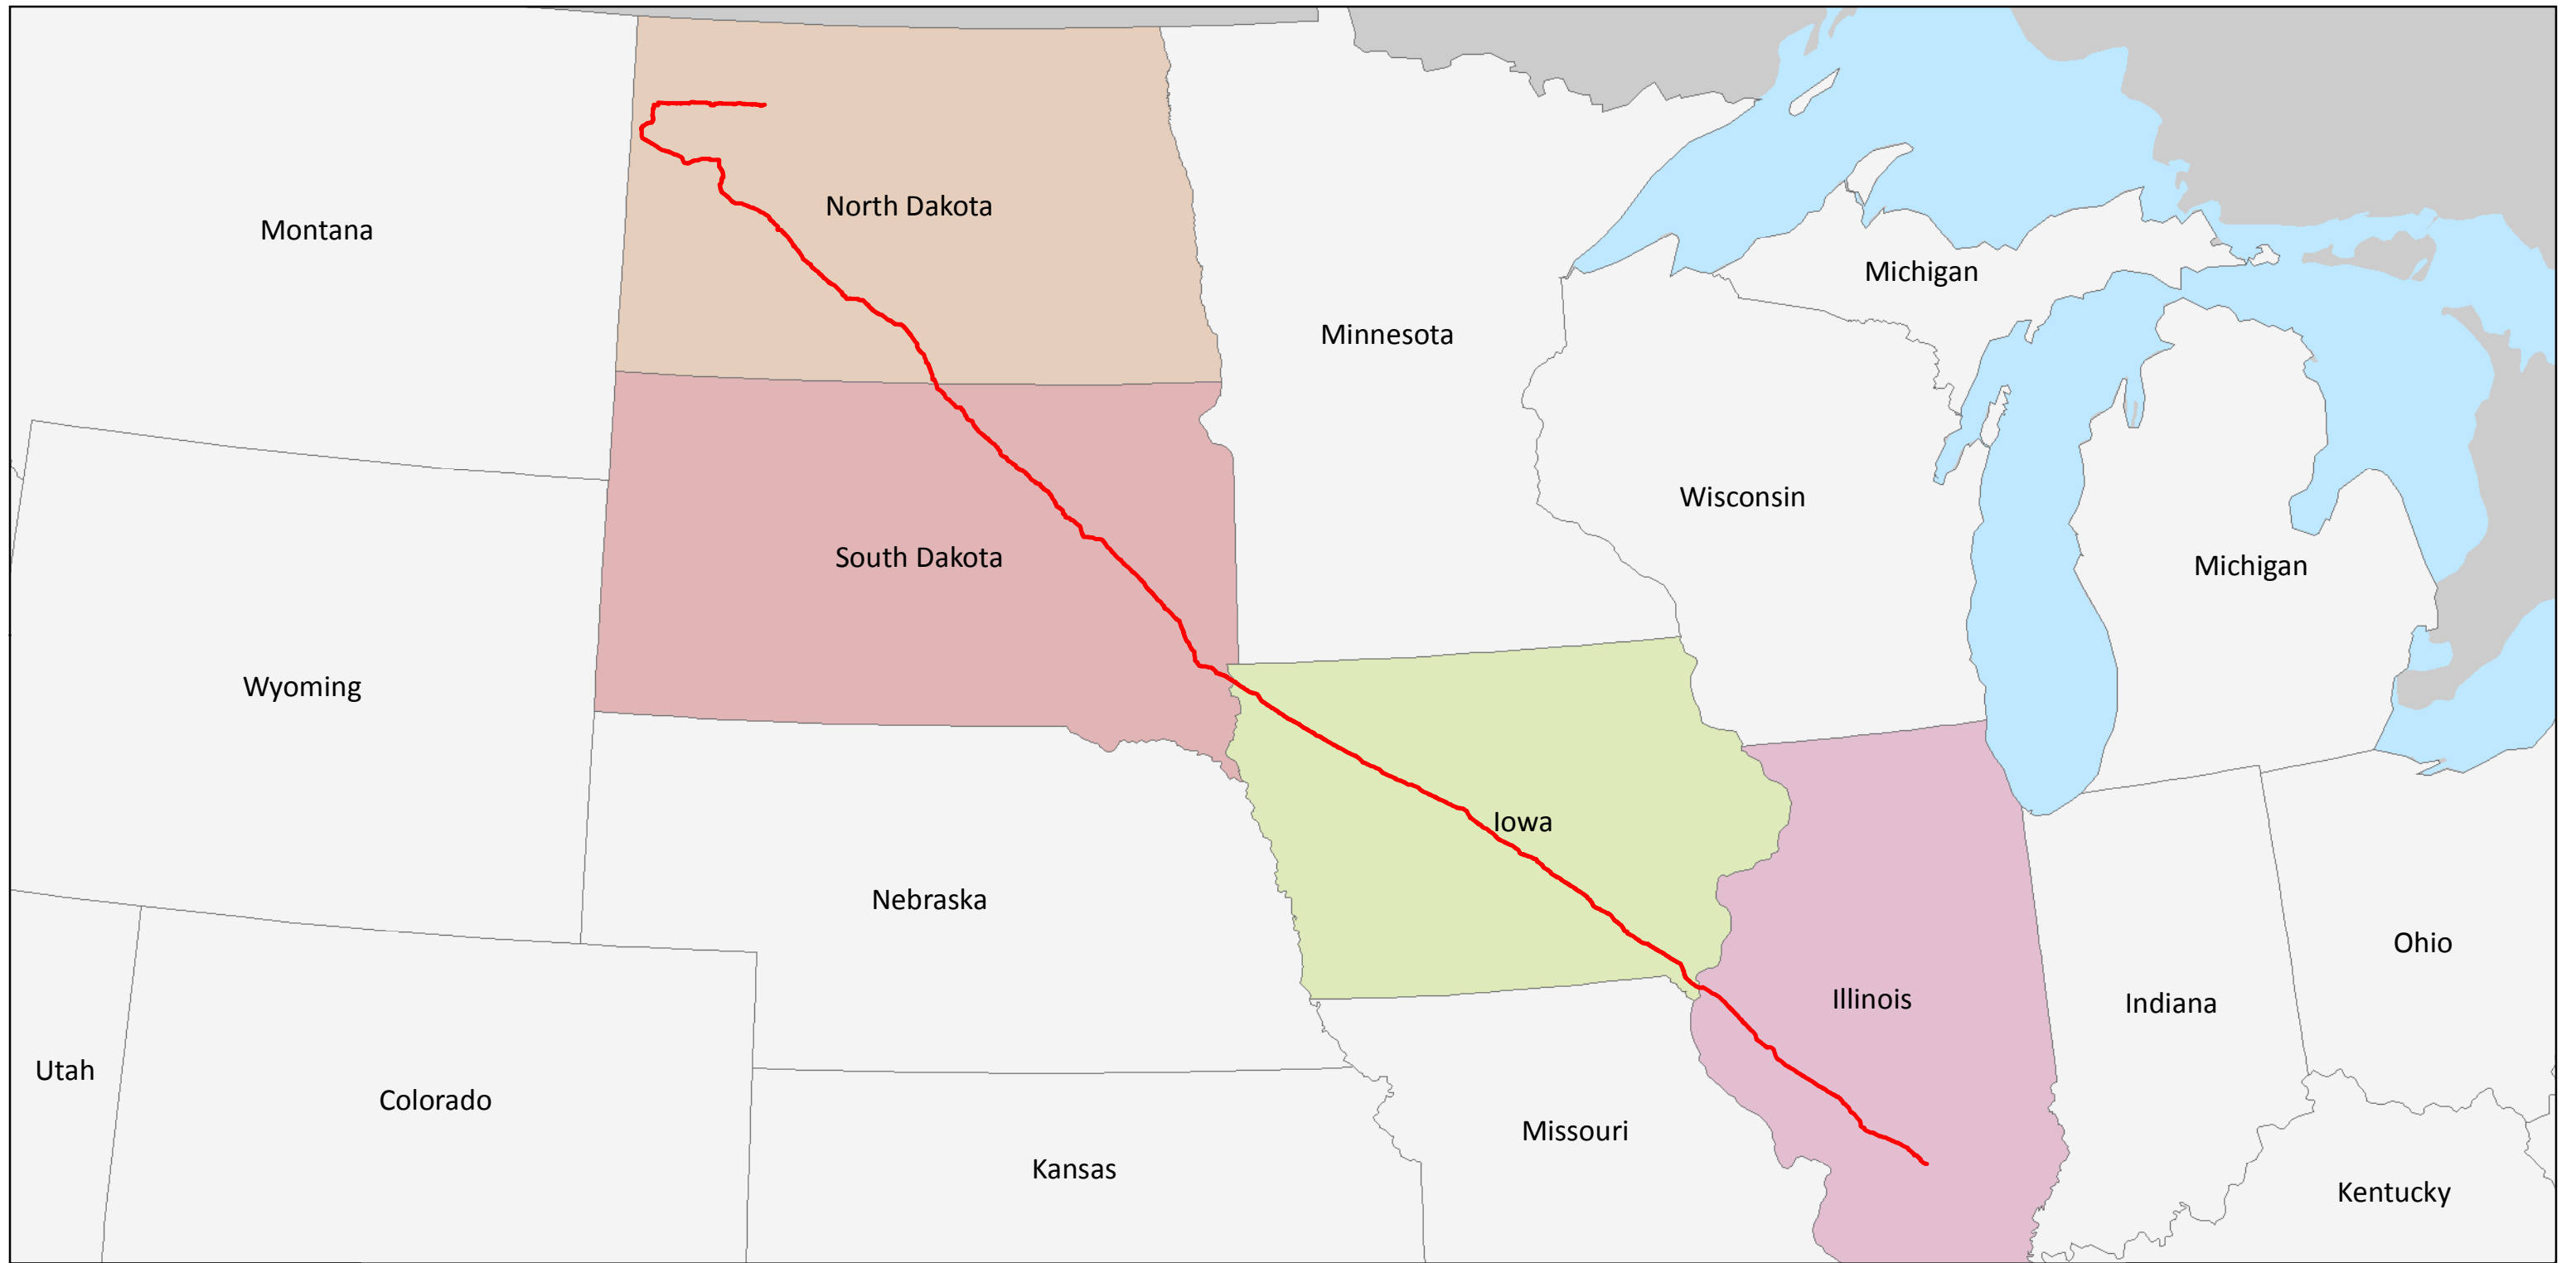 North Dakota
Montana
Michigan
Minnesota
Wisconsin
South Dakota
Michigan
Wyoming
Iowa
Nebraska
Ohio
Illinois
Indiana
Utah
Colorado
Missouri
Kansas
Kentucky